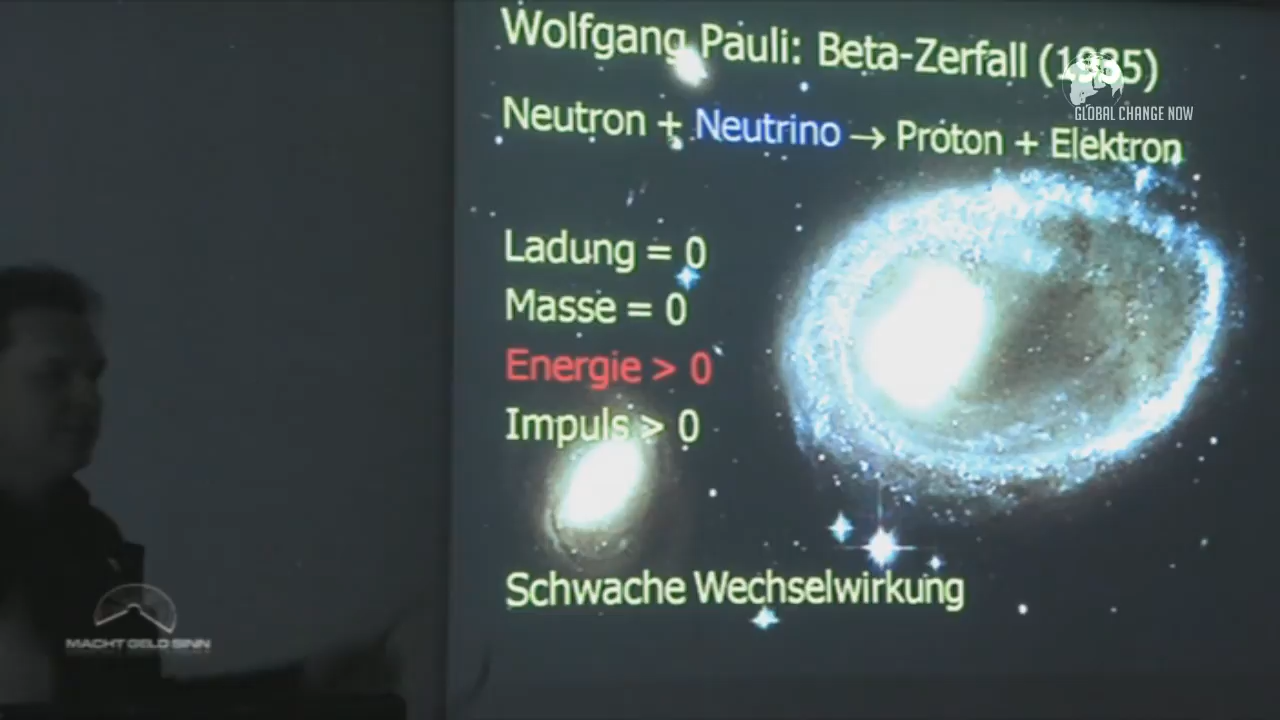 Wolfgang Pauli: Beta-Zerfall (1935)
GLOBAL CHANGE NOW
Neutron + Neutrino → Proton + Elektron
Ladung = 0
Masse = 0
Energie > 0
Impuls > 0
Schwache Wechselwirkung
MACHT GELD SINN